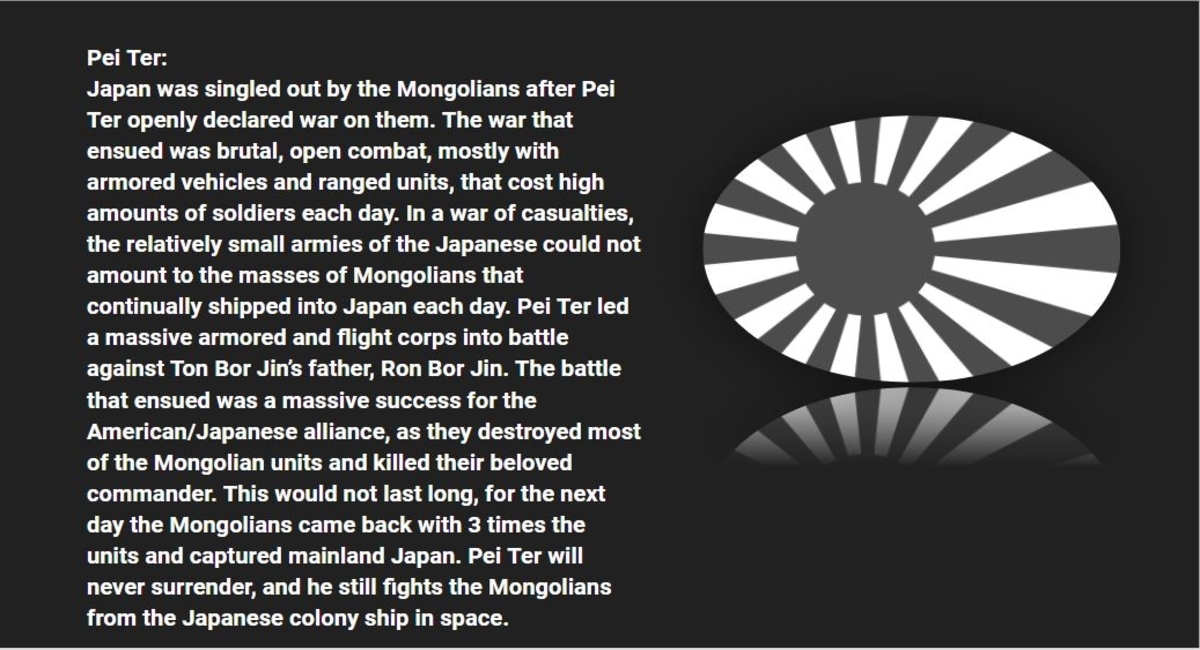 Pei Ter:
Japan was singled out by the Mongolians after Pei
Ter openly declared war on them. The war that
ensued was brutal, open combat, mostly with
armored vehicles and ranged units, that cost high
amounts of soldiers each day. In a war of casualties,
the relatively small armies of the Japanese could not
amount to the masses of Mongolians that
continually shipped into Japan each day. Pei Ter led
a massive armored and flight corps into battle
against Ton Bor Jin’s father, Ron Bor Jin. The battle
that ensued was a massive success for the
American/Japanese alliance, as they destroyed most
of the Mongolian units and killed their beloved
commander. This would not last long, for the next
day the Mongolians came back with 3 times the
units and captured mainland Japan. Pei Ter will
never surrender, and he still fights the Mongolians
from the Japanese colony ship in space.